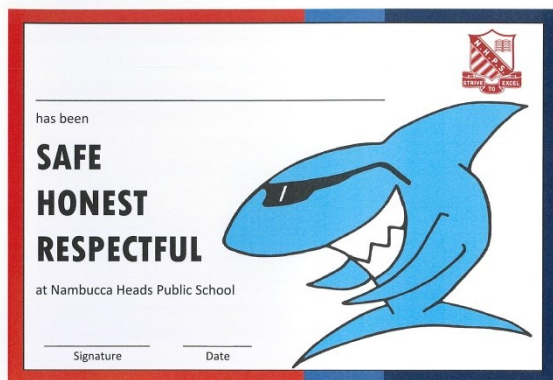 N.H.P.S.
STRIVE TO EXCEL
has been
SAFE
HONEST
RESPECTFUL
at Nambucca Heads Public School
Signature Date